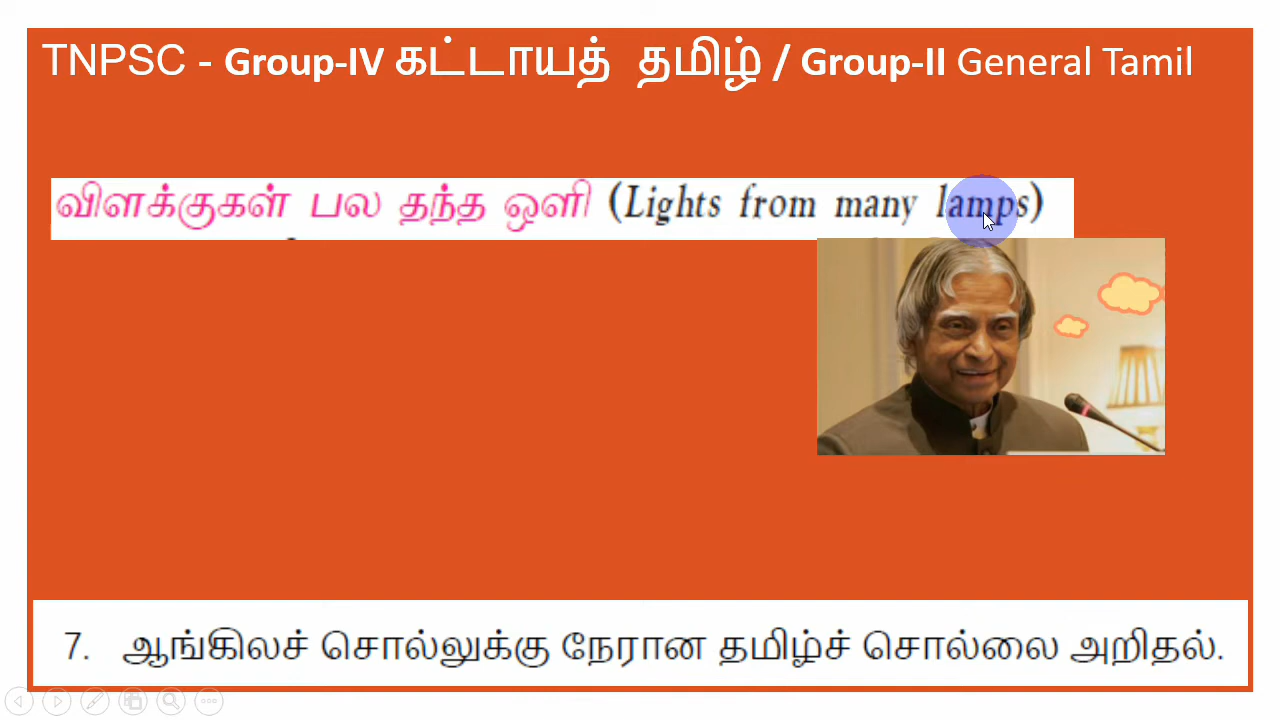 TNPSC - Group-IV கட்டாயத் தமிழ் / Group-II General Tamil
விளக்குகள் பல தந்த ஒளி (Lights from many lamps)
7. ஆங்கிலச் சொல்லுக்கு நேரான தமிழ்ச் சொல்லை அறிதல்.